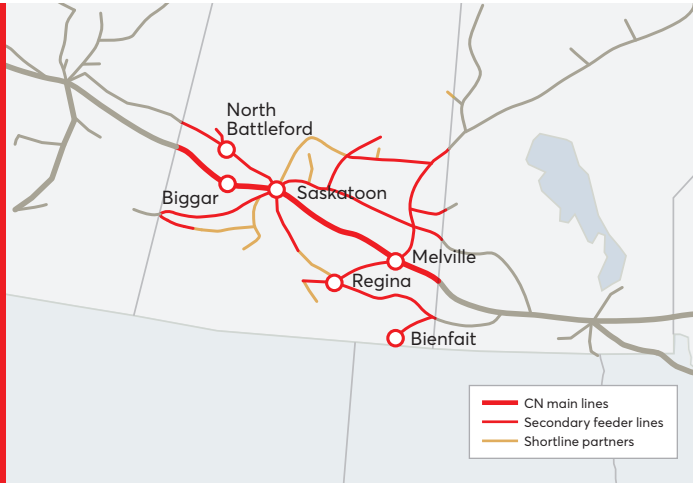 North
Battleford
Biggar
Saskatoon
Melville
Regina
Bienfait
CN main lines
Secondary feeder lines
Shortline partners